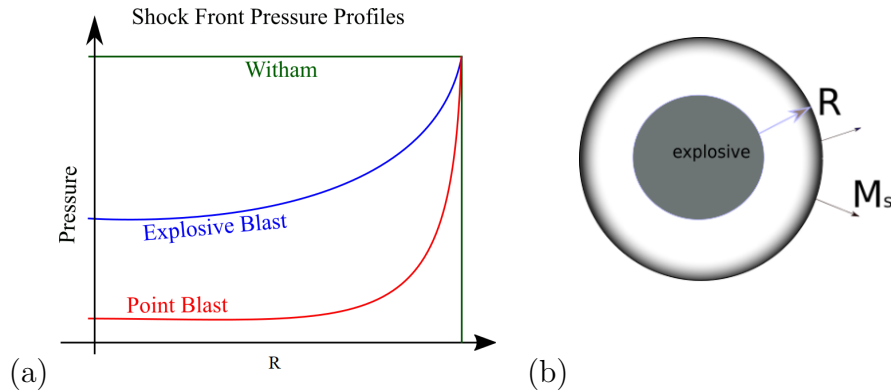 Shock Front Pressure Profiles
Witham
Pressure
Explosive Blast
Point Blast
R
(a)
explosive
R
Ms
(b)